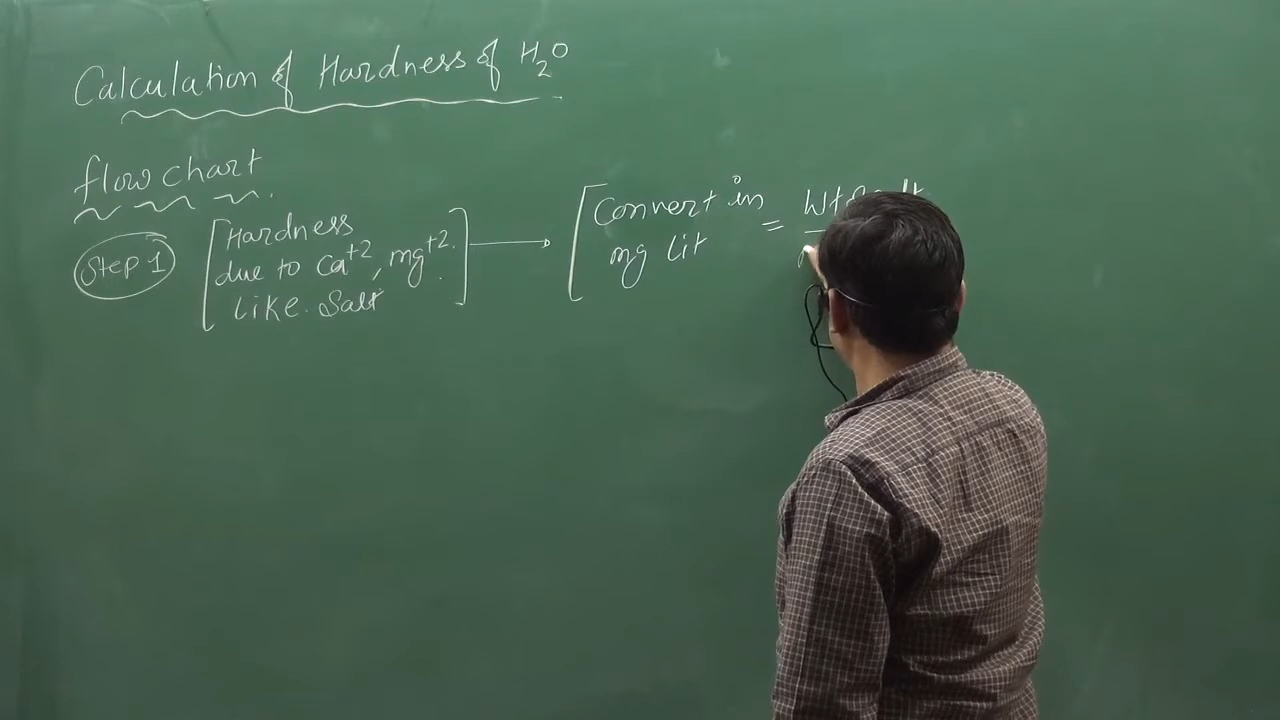 Calculation of Hardness of H2O
flow chart
Step 1
Hardness
due to Ca+2, mg+2.
Like. Salt
Convert in
mg lit
=
Wt